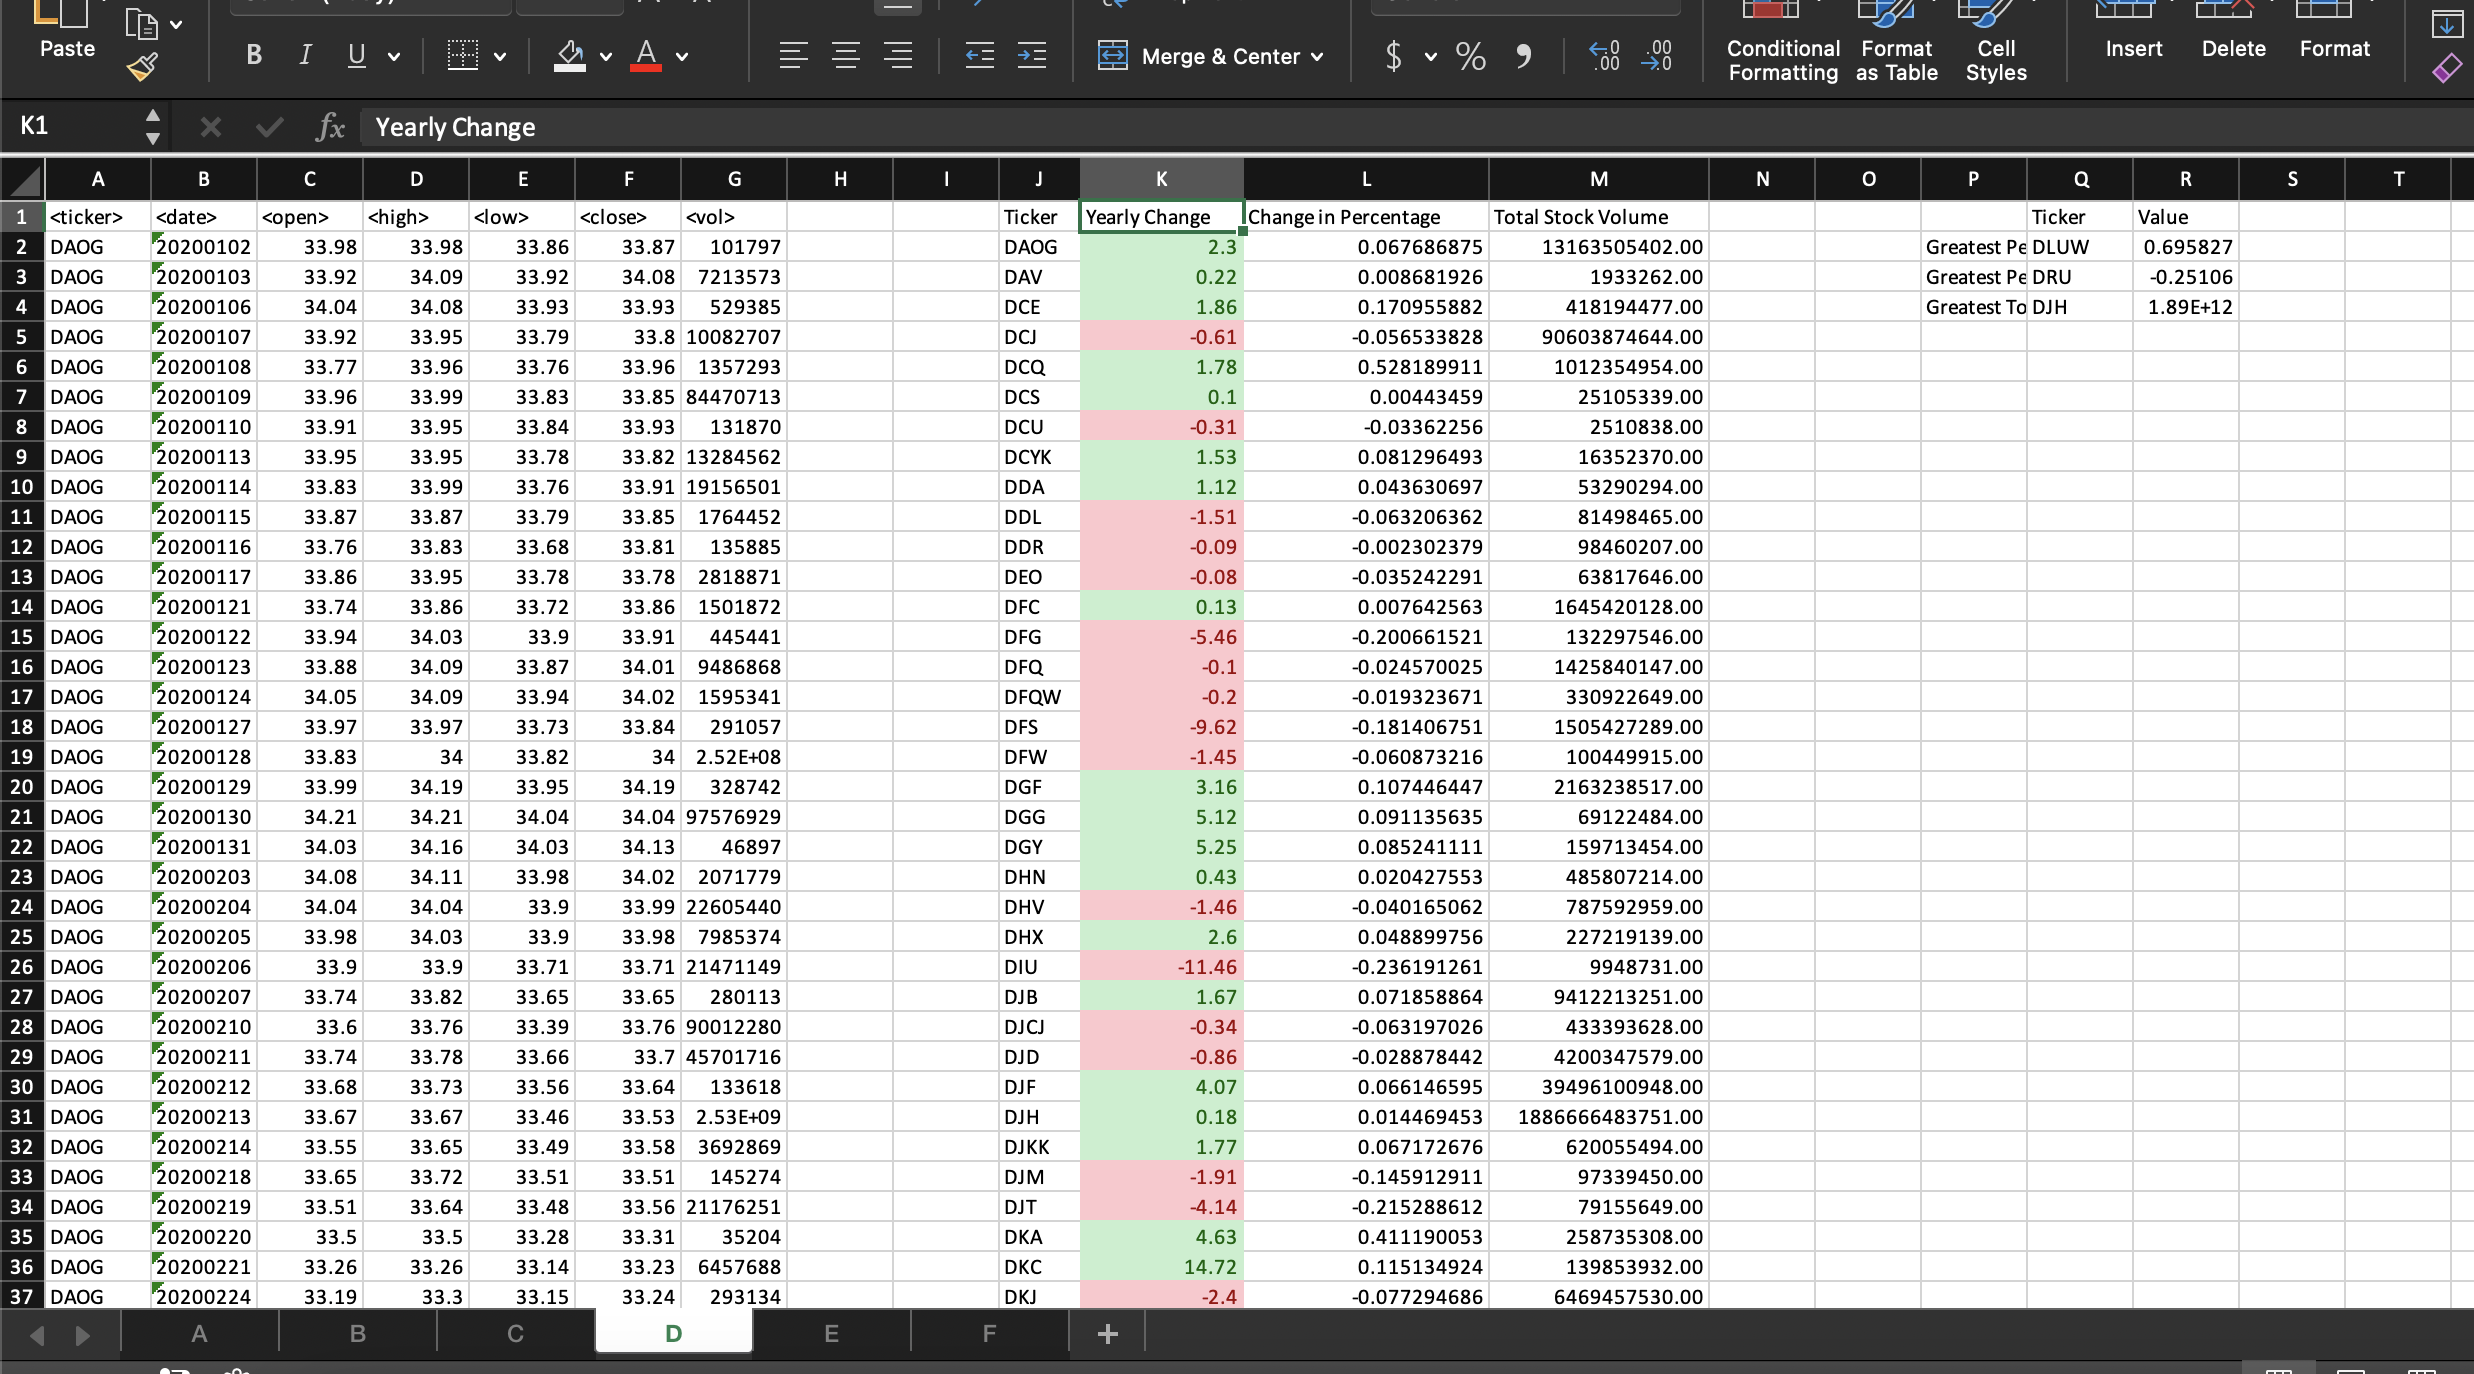 Paste
B I U A
Merge & Center
$ % 9 ←0 .00 .00 →0
Conditional Formatting
Format as Table
Cell Styles
Insert Delete Format
K1 fx Yearly Change
A B C D E F G H I J K L M N O P Q R S T
1 <ticker> <date> <open> <high> <low> <close> <vol> Ticker Yearly Change Change in Percentage Total Stock Volume Ticker Value
2 DAOG 20200102 33.98 33.98 33.86 33.87 101797 DAOG 2.3 0.067686875 13163505402.00 Greatest Pe DLUW 0.695827
3 DAOG 20200103 33.92 34.09 33.92 34.08 7213573 DAV 0.22 0.008681926 1933262.00 Greatest Pe DRU -0.25106
4 DAOG 20200106 34.04 34.08 33.93 33.93 529385 DCE 1.86 0.170955882 418194477.00 Greatest To DJH 1.89E+12
5 DAOG 20200107 33.92 33.95 33.79 33.8 10082707 DCJ -0.61 -0.056533828 90603874644.00
6 DAOG 20200108 33.77 33.96 33.76 33.96 1357293 DCQ 1.78 0.528189911 1012354954.00
7 DAOG 20200109 33.96 33.99 33.83 33.85 84470713 DCS 0.1 0.00443459 25105339.00
8 DAOG 20200110 33.91 33.95 33.84 33.93 131870 DCU -0.31 -0.03362256 2510838.00
9 DAOG 20200113 33.95 33.95 33.78 33.82 13284562 DCYK 1.53 0.081296493 16352370.00
10 DAOG 20200114 33.83 33.99 33.76 33.91 19156501 DDA 1.12 0.043630697 53290294.00
11 DAOG 20200115 33.87 33.87 33.79 33.85 1764452 DDL -1.51 -0.063206362 81498465.00
12 DAOG 20200116 33.76 33.83 33.68 33.81 135885 DDR -0.09 -0.002302379 98460207.00
13 DAOG 20200117 33.86 33.95 33.78 33.78 2818871 DEO -0.08 -0.035242291 63817646.00
14 DAOG 20200121 33.74 33.86 33.72 33.86 1501872 DFC 0.13 0.007642563 1645420128.00
15 DAOG 20200122 33.94 34.03 33.9 33.91 445441 DFG -5.46 -0.200661521 132297546.00
16 DAOG 20200123 33.88 34.09 33.87 34.01 9486868 DFQ -0.1 -0.024570025 1425840147.00
17 DAOG 20200124 34.05 34.09 33.94 34.02 1595341 DFQW -0.2 -0.019323671 330922649.00
18 DAOG 20200127 33.97 33.97 33.73 33.84 291057 DFS -9.62 -0.181406751 1505427289.00
19 DAOG 20200128 33.83 34 33.82 34 2.52E+08 DFW -1.45 -0.060873216 100449915.00
20 DAOG 20200129 33.99 34.19 33.95 34.19 328742 DGF 3.16 0.107446447 2163238517.00
21 DAOG 20200130 34.21 34.21 34.04 34.04 97576929 DGG 5.12 0.091135635 69122484.00
22 DAOG 20200131 34.03 34.16 34.03 34.13 46897 DGY 5.25 0.085241111 159713454.00
23 DAOG 20200203 34.08 34.11 33.98 34.02 2071779 DHN 0.43 0.020427553 485807214.00
24 DAOG 20200204 34.04 34.04 33.9 33.99 22605440 DHV -1.46 -0.040165062 787592959.00
25 DAOG 20200205 33.98 34.03 33.9 33.98 7985374 DHX 2.6 0.048899756 227219139.00
26 DAOG 20200206 33.9 33.9 33.71 33.71 21471149 DIU -11.46 -0.236191261 9948731.00
27 DAOG 20200207 33.74 33.82 33.65 33.65 280113 DJB 1.67 0.071858864 9412213251.00
28 DAOG 20200210 33.6 33.76 33.39 33.76 90012280 DJCJ -0.34 -0.063197026 433393628.00
29 DAOG 20200211 33.74 33.78 33.66 33.7 45701716 DJD -0.86 -0.028878442 4200347579.00
30 DAOG 20200212 33.68 33.73 33.56 33.64 133618 DJF 4.07 0.066146595 39496100948.00
31 DAOG 20200213 33.67 33.67 33.46 33.53 2.53E+09 DJH 0.18 0.014469453 1886666483751.00
32 DAOG 20200214 33.55 33.65 33.49 33.58 3692869 DJKK 1.77 0.067172676 620055494.00
33 DAOG 20200218 33.65 33.72 33.51 33.51 145274 DJM -1.91 -0.145912911 97339450.00
34 DAOG 20200219 33.51 33.64 33.48 33.56 21176251 DJT -4.14 -0.215288612 79155649.00
35 DAOG 20200220 33.5 33.5 33.28 33.31 35204 DKA 4.63 0.411190053 258735308.00
36 DAOG 20200221 33.26 33.26 33.14 33.23 6457688 DKC 14.72 0.115134924 139853932.00
37 DAOG 20200224 33.19 33.3 33.15 33.24 293134 DKJ -2.4 -0.077294686 6469457530.00
A B C D E F +